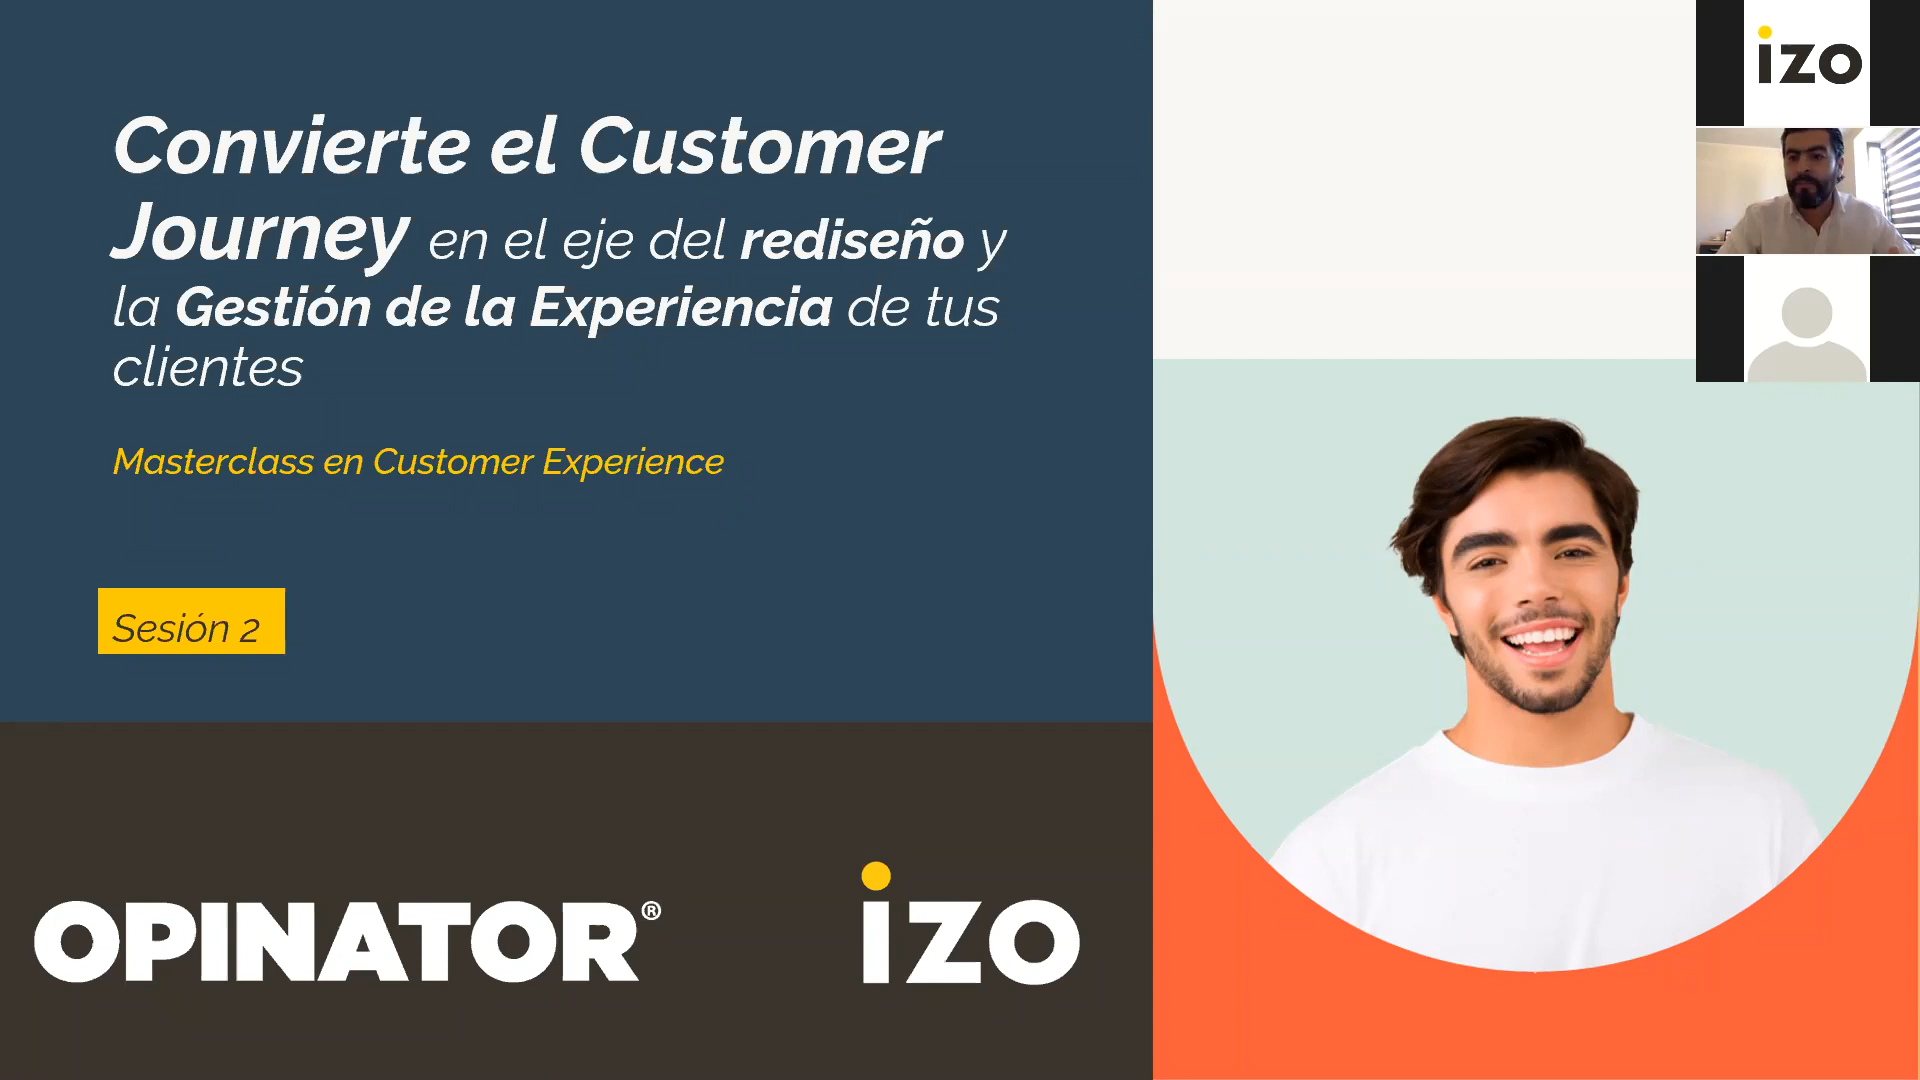 Convierte el Customer
Journey en el eje del rediseño y
la Gestión de la Experiencia de tus
clientes
Masterclass en Customer Experience
Sesión 2
OPINATOR®
izo
izo